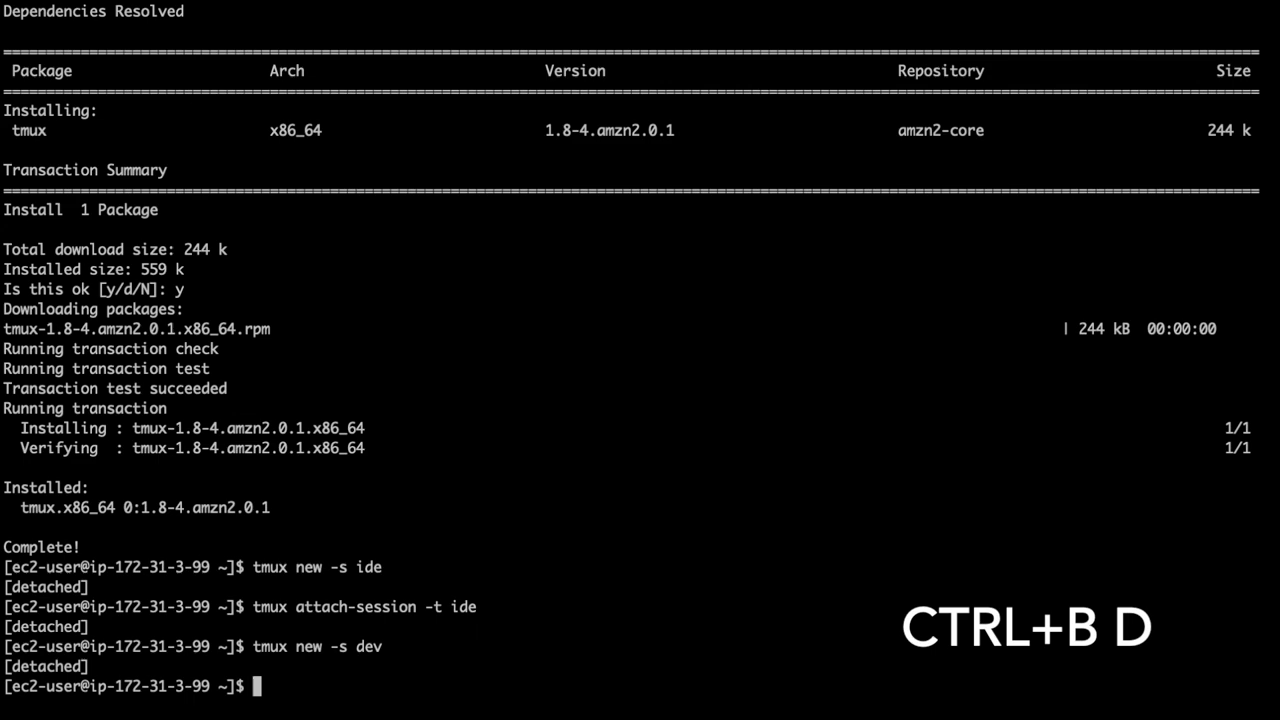 Dependencies Resolved
================================================================================
Package Arch Version Repository Size
================================================================================
Installing:
tmux x86_64 1.8-4.amzn2.0.1 amzn2-core 244 k
Transaction Summary
================================================================================
Install 1 Package
Total download size: 244 k
Installed size: 559 k
Is this ok [y/d/N]: y
Downloading packages:
tmux-1.8-4.amzn2.0.1.x86_64.rpm | 244 kB 00:00:00
Running transaction check
Running transaction test
Transaction test succeeded
Running transaction
Installing : tmux-1.8-4.amzn2.0.1.x86_64 1/1
Verifying : tmux-1.8-4.amzn2.0.1.x86_64 1/1
Installed:
tmux.x86_64 0:1.8-4.amzn2.0.1
Complete!
[ec2-user@ip-172-31-3-99 ~]$ tmux new -s ide
[detached]
[ec2-user@ip-172-31-3-99 ~]$ tmux attach-session -t ide
[detached]
[ec2-user@ip-172-31-3-99 ~]$ tmux new -s dev
[detached]
[ec2-user@ip-172-31-3-99 ~]$
CTRL+B D